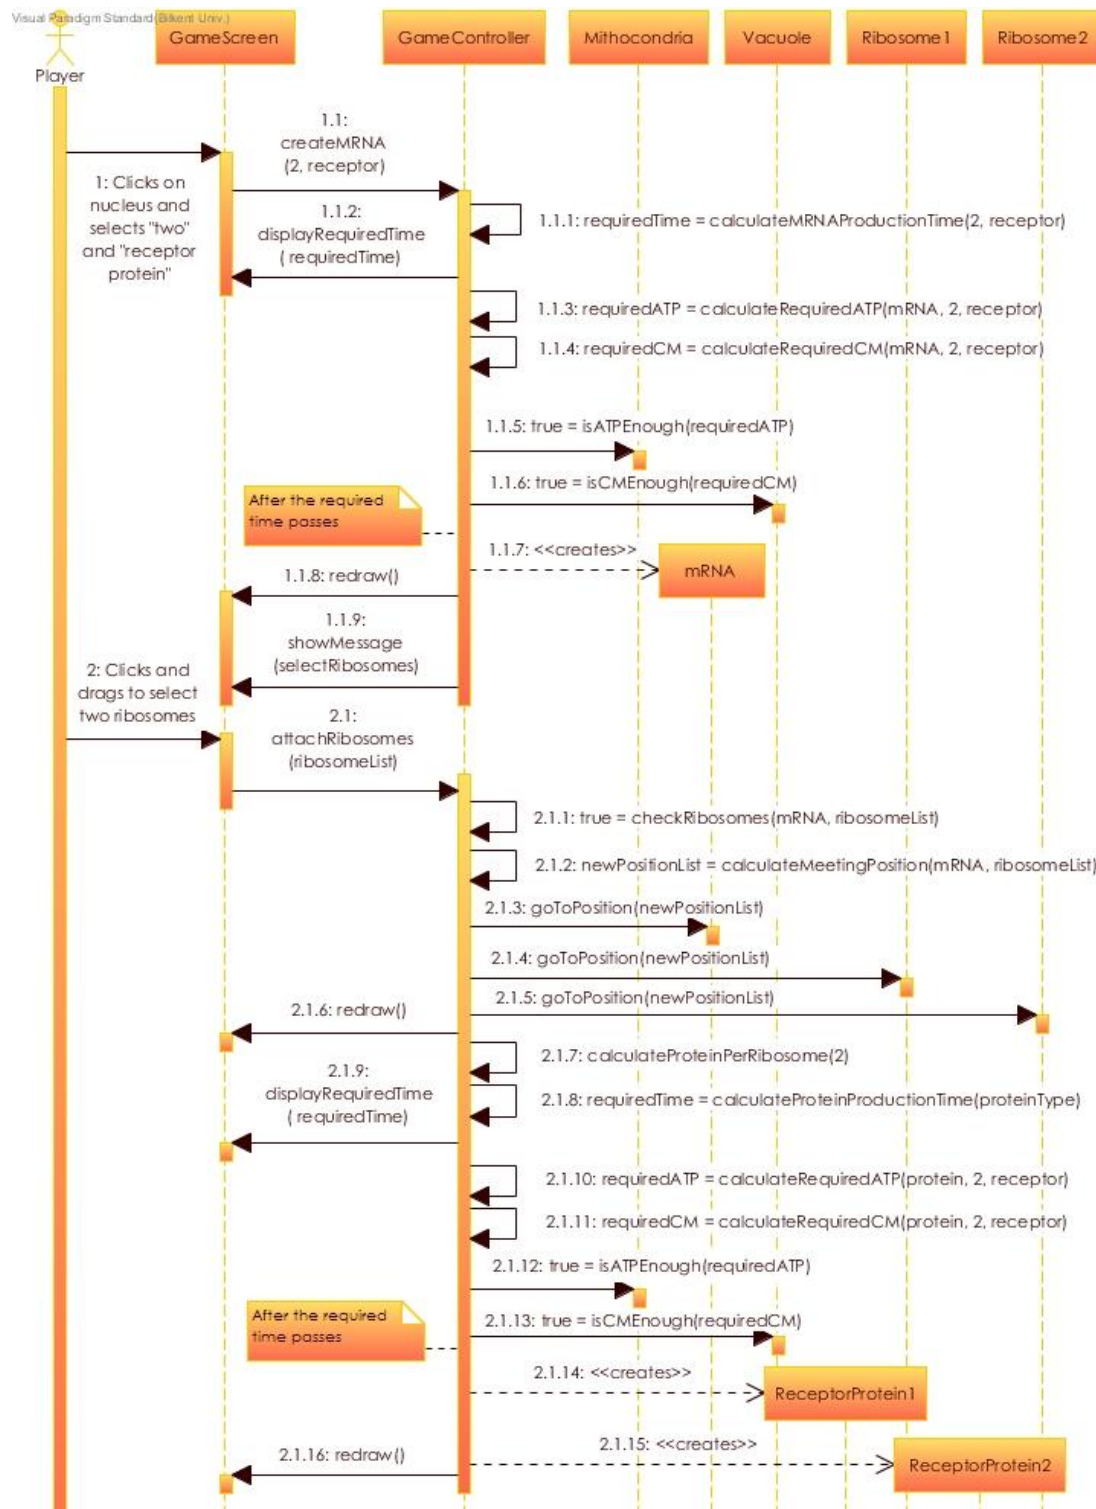 Visual Paradigm Standard(Bilkent Univ.)
Player
GameScreen
GameController
Mithocondria
Vacuole
Ribosome1
Ribosome2
1: Clicks on
nucleus and
selects "two"
and "receptor
protein"
1.1:
createMRNA
(2, receptor)
1.1.1: requiredTime = calculateMRNAProductionTime(2, receptor)
1.1.2:
displayRequiredTime
( requiredTime)
1.1.3: requiredATP = calculateRequiredATP(mRNA, 2, receptor)
1.1.4: requiredCM = calculateRequiredCM(mRNA, 2, receptor)
1.1.5: true = isATPEnough(requiredATP)
1.1.6: true = isCMEnough(requiredCM)
After the required
time passes
1.1.7: <<creates>>
mRNA
1.1.8: redraw()
1.1.9:
showMessage
(selectRibosomes)
2: Clicks and
drags to select
two ribosomes
2.1:
attachRibosomes
(ribosomeList)
2.1.1: true = checkRibosomes(mRNA, ribosomeList)
2.1.2: newPositionList = calculateMeetingPosition(mRNA, ribosomeList)
2.1.3: goToPosition(newPositionList)
2.1.4: goToPosition(newPositionList)
2.1.5: goToPosition(newPositionList)
2.1.6: redraw()
2.1.7: calculateProteinPerRibosome(2)
2.1.8: requiredTime = calculateProteinProductionTime(proteinType)
2.1.9:
displayRequiredTime
( requiredTime)
2.1.10: requiredATP = calculateRequiredATP(protein, 2, receptor)
2.1.11: requiredCM = calculateRequiredCM(protein, 2, receptor)
2.1.12: true = isATPEnough(requiredATP)
After the required
time passes
2.1.13: true = isCMEnough(requiredCM)
2.1.14: <<creates>>
ReceptorProtein1
2.1.15: <<creates>>
ReceptorProtein2
2.1.16: redraw()